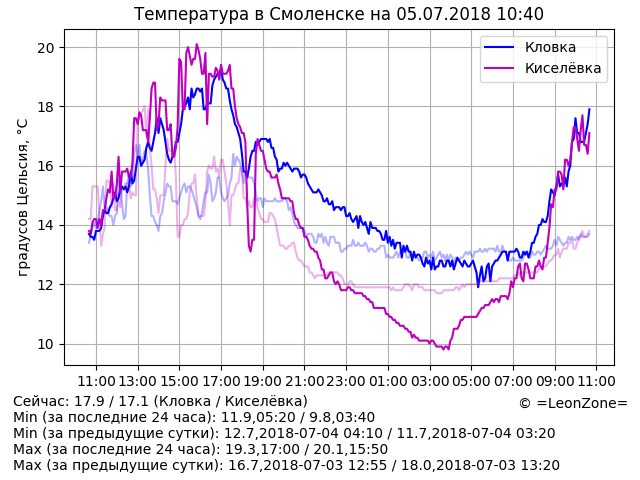 Температура в Смоленске на 05.07.2018 10:40
градусов Цельсия, °C
20
18
16
14
12
10
Кловка
Киселёвка
11:00 13:00 15:00 17:00 19:00 21:00 23:00 01:00 03:00 05:00 07:00 09:00 11:00
Сейчас: 17.9 / 17.1 (Кловка / Киселёвка)
© =LeonZone=
Min (за последние 24 часа): 11.9,05:20 / 9.8,03:40
Min (за предыдущие сутки): 12.7,2018-07-04 04:10 / 11.7,2018-07-04 03:20
Max (за последние 24 часа): 19.3,17:00 / 20.1,15:50
Max (за предыдущие сутки): 16.7,2018-07-03 12:55 / 18.0,2018-07-03 13:20